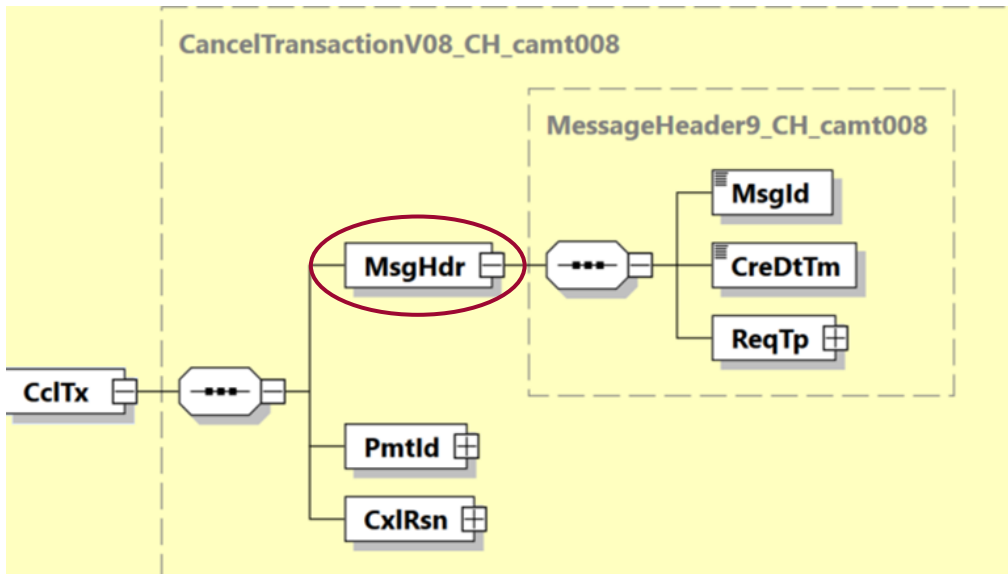 CancelTransactionV08_CH_camt008
MessageHeader9_CH_camt008
MsgId
MsgHdr
CreDtTm
ReqTp
CclTx
PmtId
CxlRsn